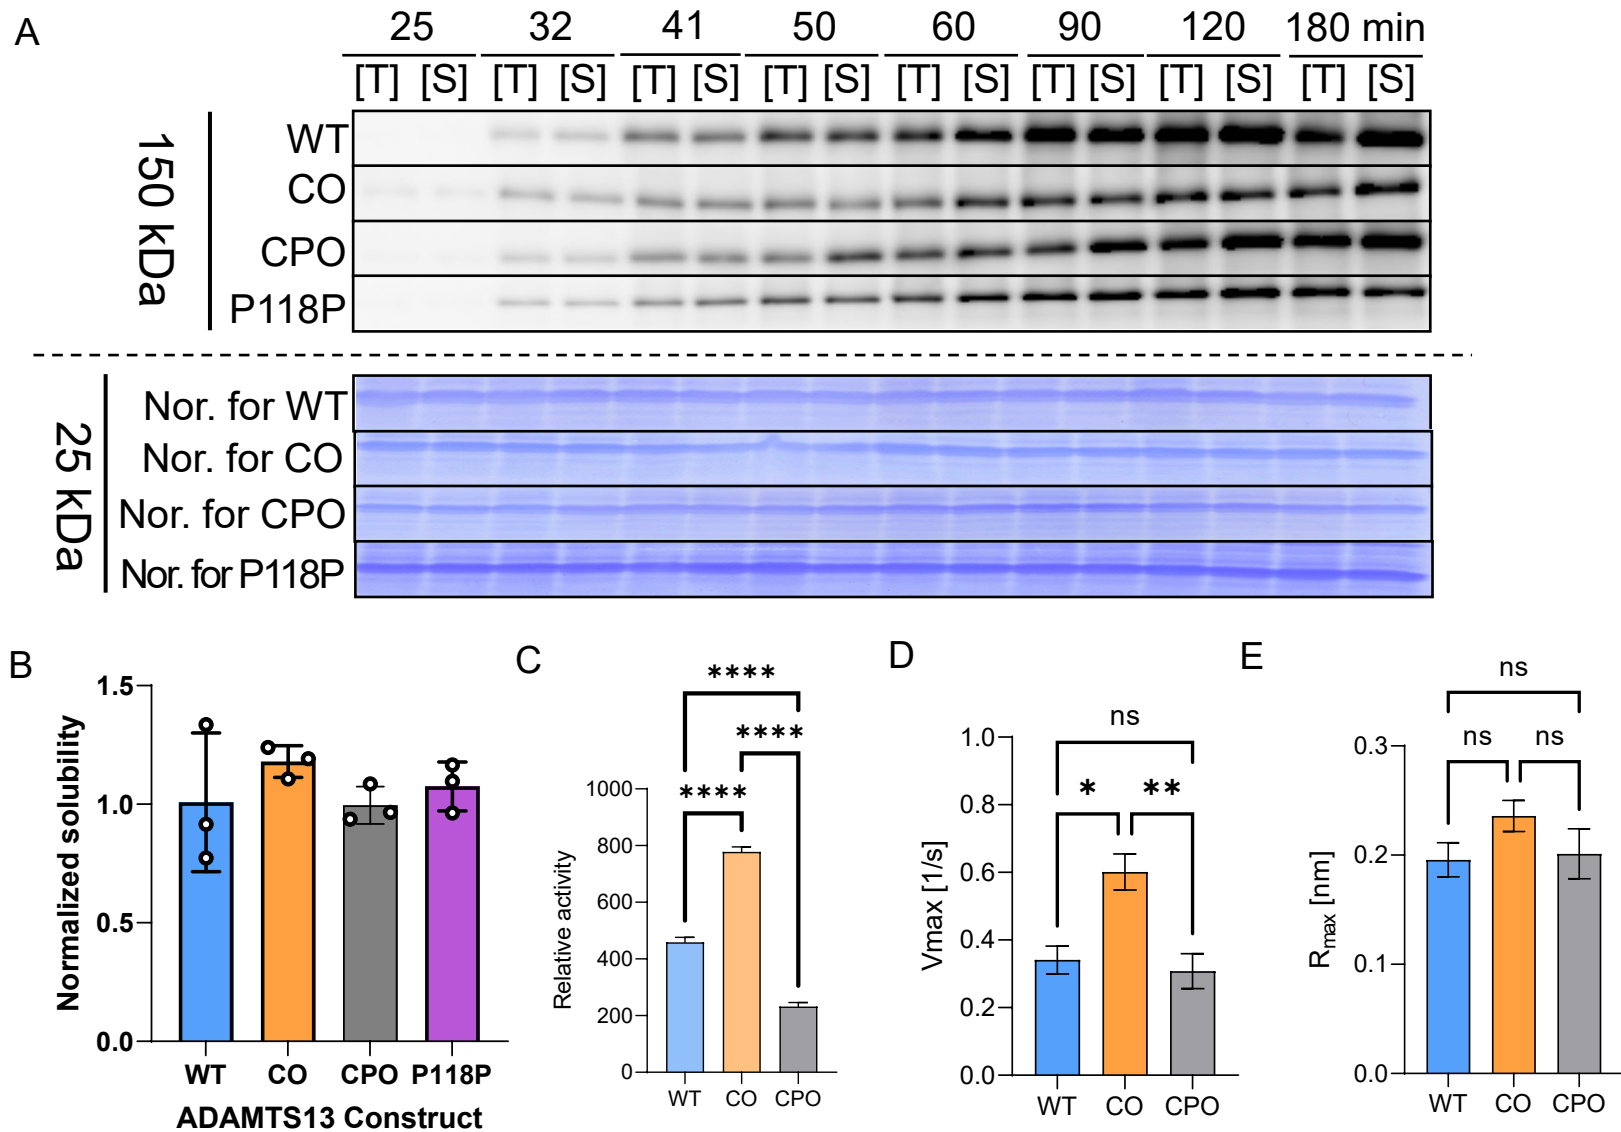 A
25 32 41 50 60 90 120 180 min
[T] [S] [T] [S] [T] [S] [T] [S] [T] [S] [T] [S] [T] [S] [T] [S]
150 kDa
WT
CO
CPO
P118P
25 kDa
Nor. for WT
Nor. for CO
Nor. for CPO
Nor. for P118P
B
Normalized solubility
1.5
1.0
0.5
0.0
WT CO CPO P118P
ADAMTS13 Construct
C
****
****
****
Relative activity
1000
800
600
400
200
0
WT CO CPO
D
ns
* **
Vmax [1/s]
1.0
0.8
0.6
0.4
0.2
0.0
WT CO CPO
E
ns
ns ns
Rmax [nm]
0.3
0.2
0.1
0.0
WT CO CPO